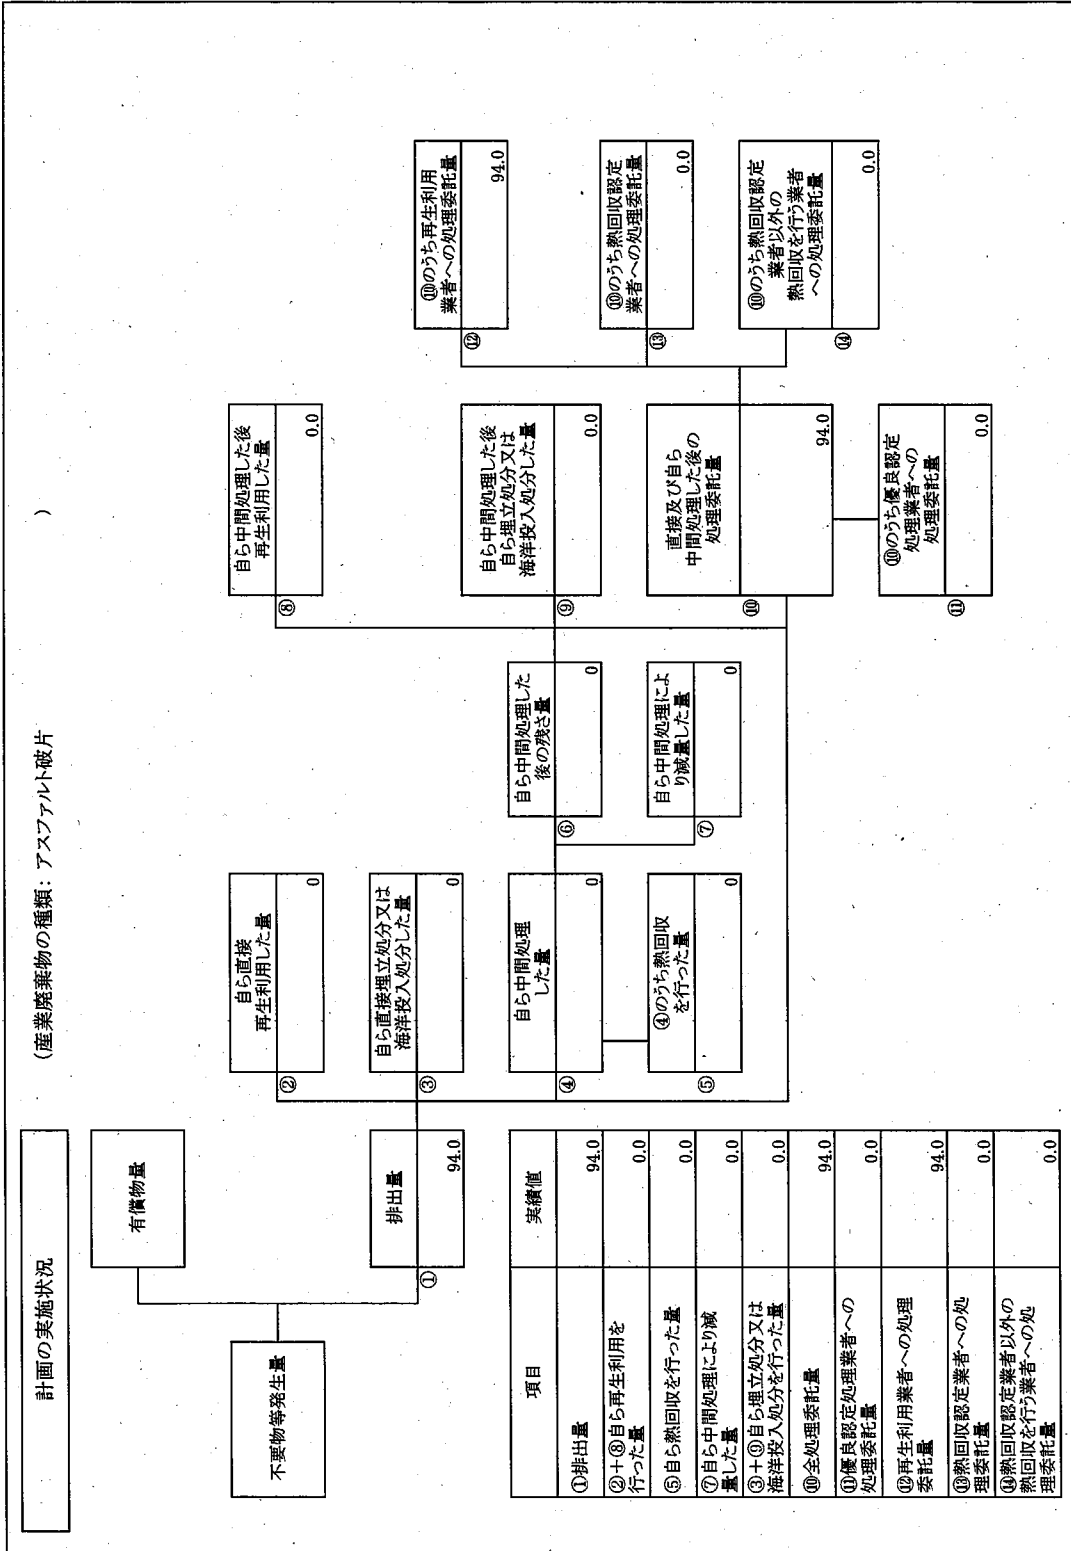 計画の実施状況
(産業廃棄物の種類: アスファルト破片 )
不要物等発生量
有償物量
排出量
① 94.0
自ら直接
再生利用した量
② 0
自ら直接埋立処分又は
海洋投入処分した量
③ 0
自ら中間処理
した量
④ 0
④のうち熱回収
を行った量
⑤ 0
自ら中間処理した
後の残さ量
⑥ 0
自ら中間処理によ
り減量した量
⑦ 0
自ら中間処理した後
再生利用した量
⑧ 0.0
自ら中間処理した後
自ら埋立処分又は
海洋投入処分した量
⑨ 0.0
直接及び自ら
中間処理した後の
処理委託量
⑩ 94.0
⑩のうち優良認定
処理業者への
処理委託量
⑪ 0.0
⑩のうち再生利用
業者への処理委託量
⑫ 94.0
⑩のうち熱回収認定
業者への処理委託量
⑬ 0.0
⑩のうち熱回収認定
業者以外の
熱回収を行う業者
への処理委託量
⑭ 0.0
項目 実績値
①排出量 94.0
②+⑧自ら再生利用を
行った量 0.0
⑤自ら熱回収を行った量 0.0
⑦自ら中間処理により減
量した量 0.0
③+⑨自ら埋立処分又は
海洋投入処分を行った量 0.0
⑩全処理委託量 94.0
⑪優良認定処理業者への
処理委託量 0.0
⑫再生利用業者への処理
委託量 94.0
⑬熱回収認定業者への処
理委託量 0.0
⑭熱回収認定業者以外の
熱回収を行う業者への処
理委託量 0.0